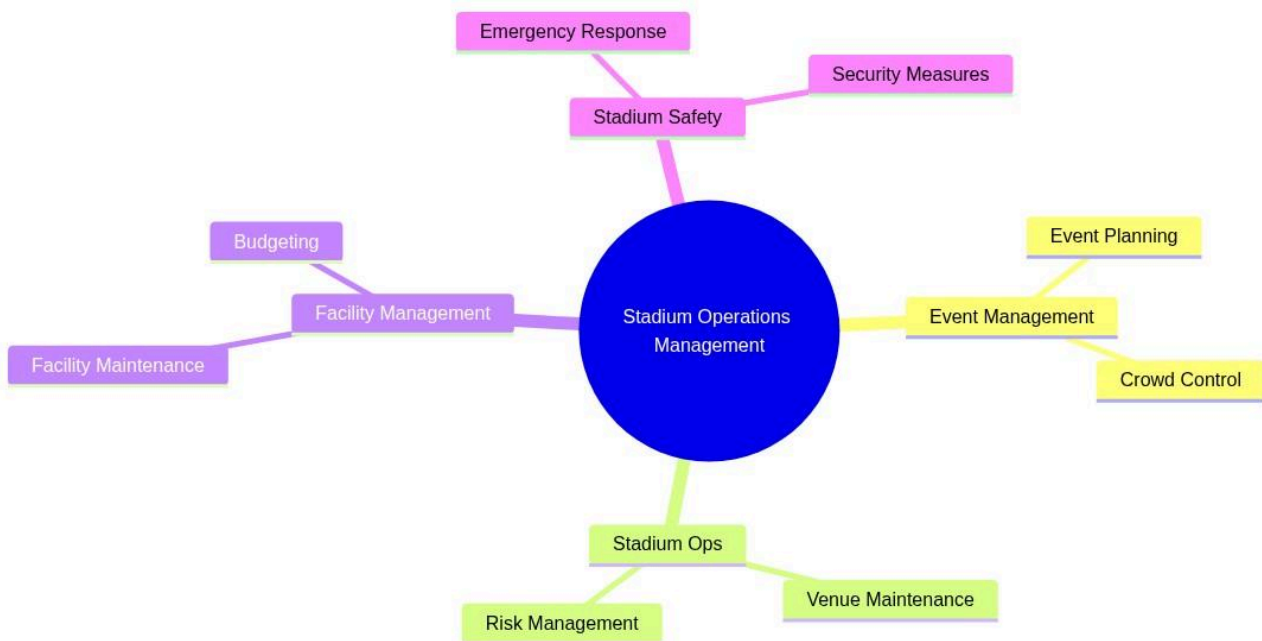 Emergency Response
Security Measures
Stadium Safety
Budgeting
Event Planning
Facility Management
Stadium Operations
Management
Event Management
Facility Maintenance
Crowd Control
Stadium Ops
Venue Maintenance
Risk Management